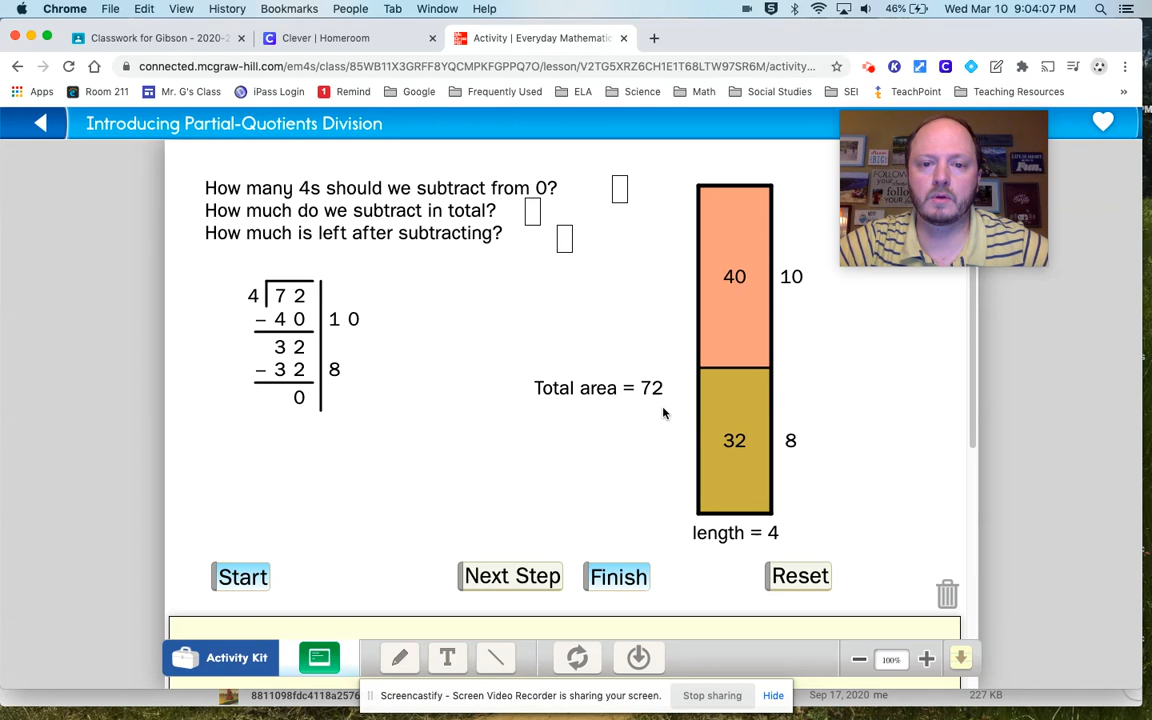 Chrome File Edit View History Bookmarks People Tab Window Help 46% Wed Mar 10 9:04:07 PM
Classwork for Gibson - 2020-2 × Clever | Homeroom × Activity | Everyday Mathematic ×
connected.mcgraw-hill.com/em4s/class/85WB11X3GRFF8YQCMPKFGPPQ7O/lesson/V2TG5XRZ6CH1E1T68LTW97SR6M/activity...
Apps Room 211 Mr. G's Class iPass Login Remind Google Frequently Used ELA Science Math Social Studies SEI TeachPoint Teaching Resources »
Introducing Partial-Quotients Division
How many 4s should we subtract from 0?
How much do we subtract in total?
How much is left after subtracting?
4 7 2
- 4 0 1 0
3 2
- 3 2 8
0
40 10
Total area = 72
32 8
length = 4
Start Next Step Finish Reset
Activity Kit T 100%
Screencastify - Screen Video Recorder is sharing your screen. Stop sharing Hide
8811098fdc4118a2576 Sep 17, 2020 me 227 KB